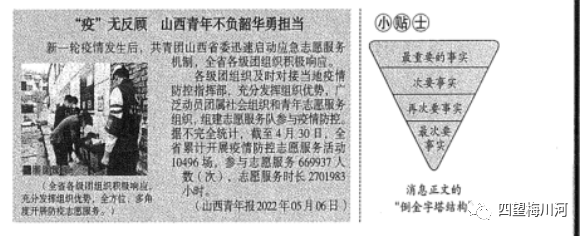 “疫”无反顾 山西青年不负韶华勇担当
新一轮疫情发生后，共青团山西省委迅速启动应急志愿服务
机制，全省各级团组织积极响应。
各级团组织及时对接当地疫情
防控指挥部，充分发挥组织优势，广
泛动员团属社会组织和青年志愿服务
组织，组建志愿服务队参与疫情防控。
据不完全统计，截至4月30日，全
省累计开展疫情防控志愿服务活动
10496场，参与志愿服务669937人
数（次），志愿服务时长2701983
小时。
（山西青年报2022年05月06日）
（全省各级团组织积极响应，
充分发挥组织优势，全方位、多角
度开展防疫志愿服务。）
小贴士
最重要的事实
次要事实
再次要事实
最次要
事实
消息正文的
“倒金字塔结构”
四望梅川河